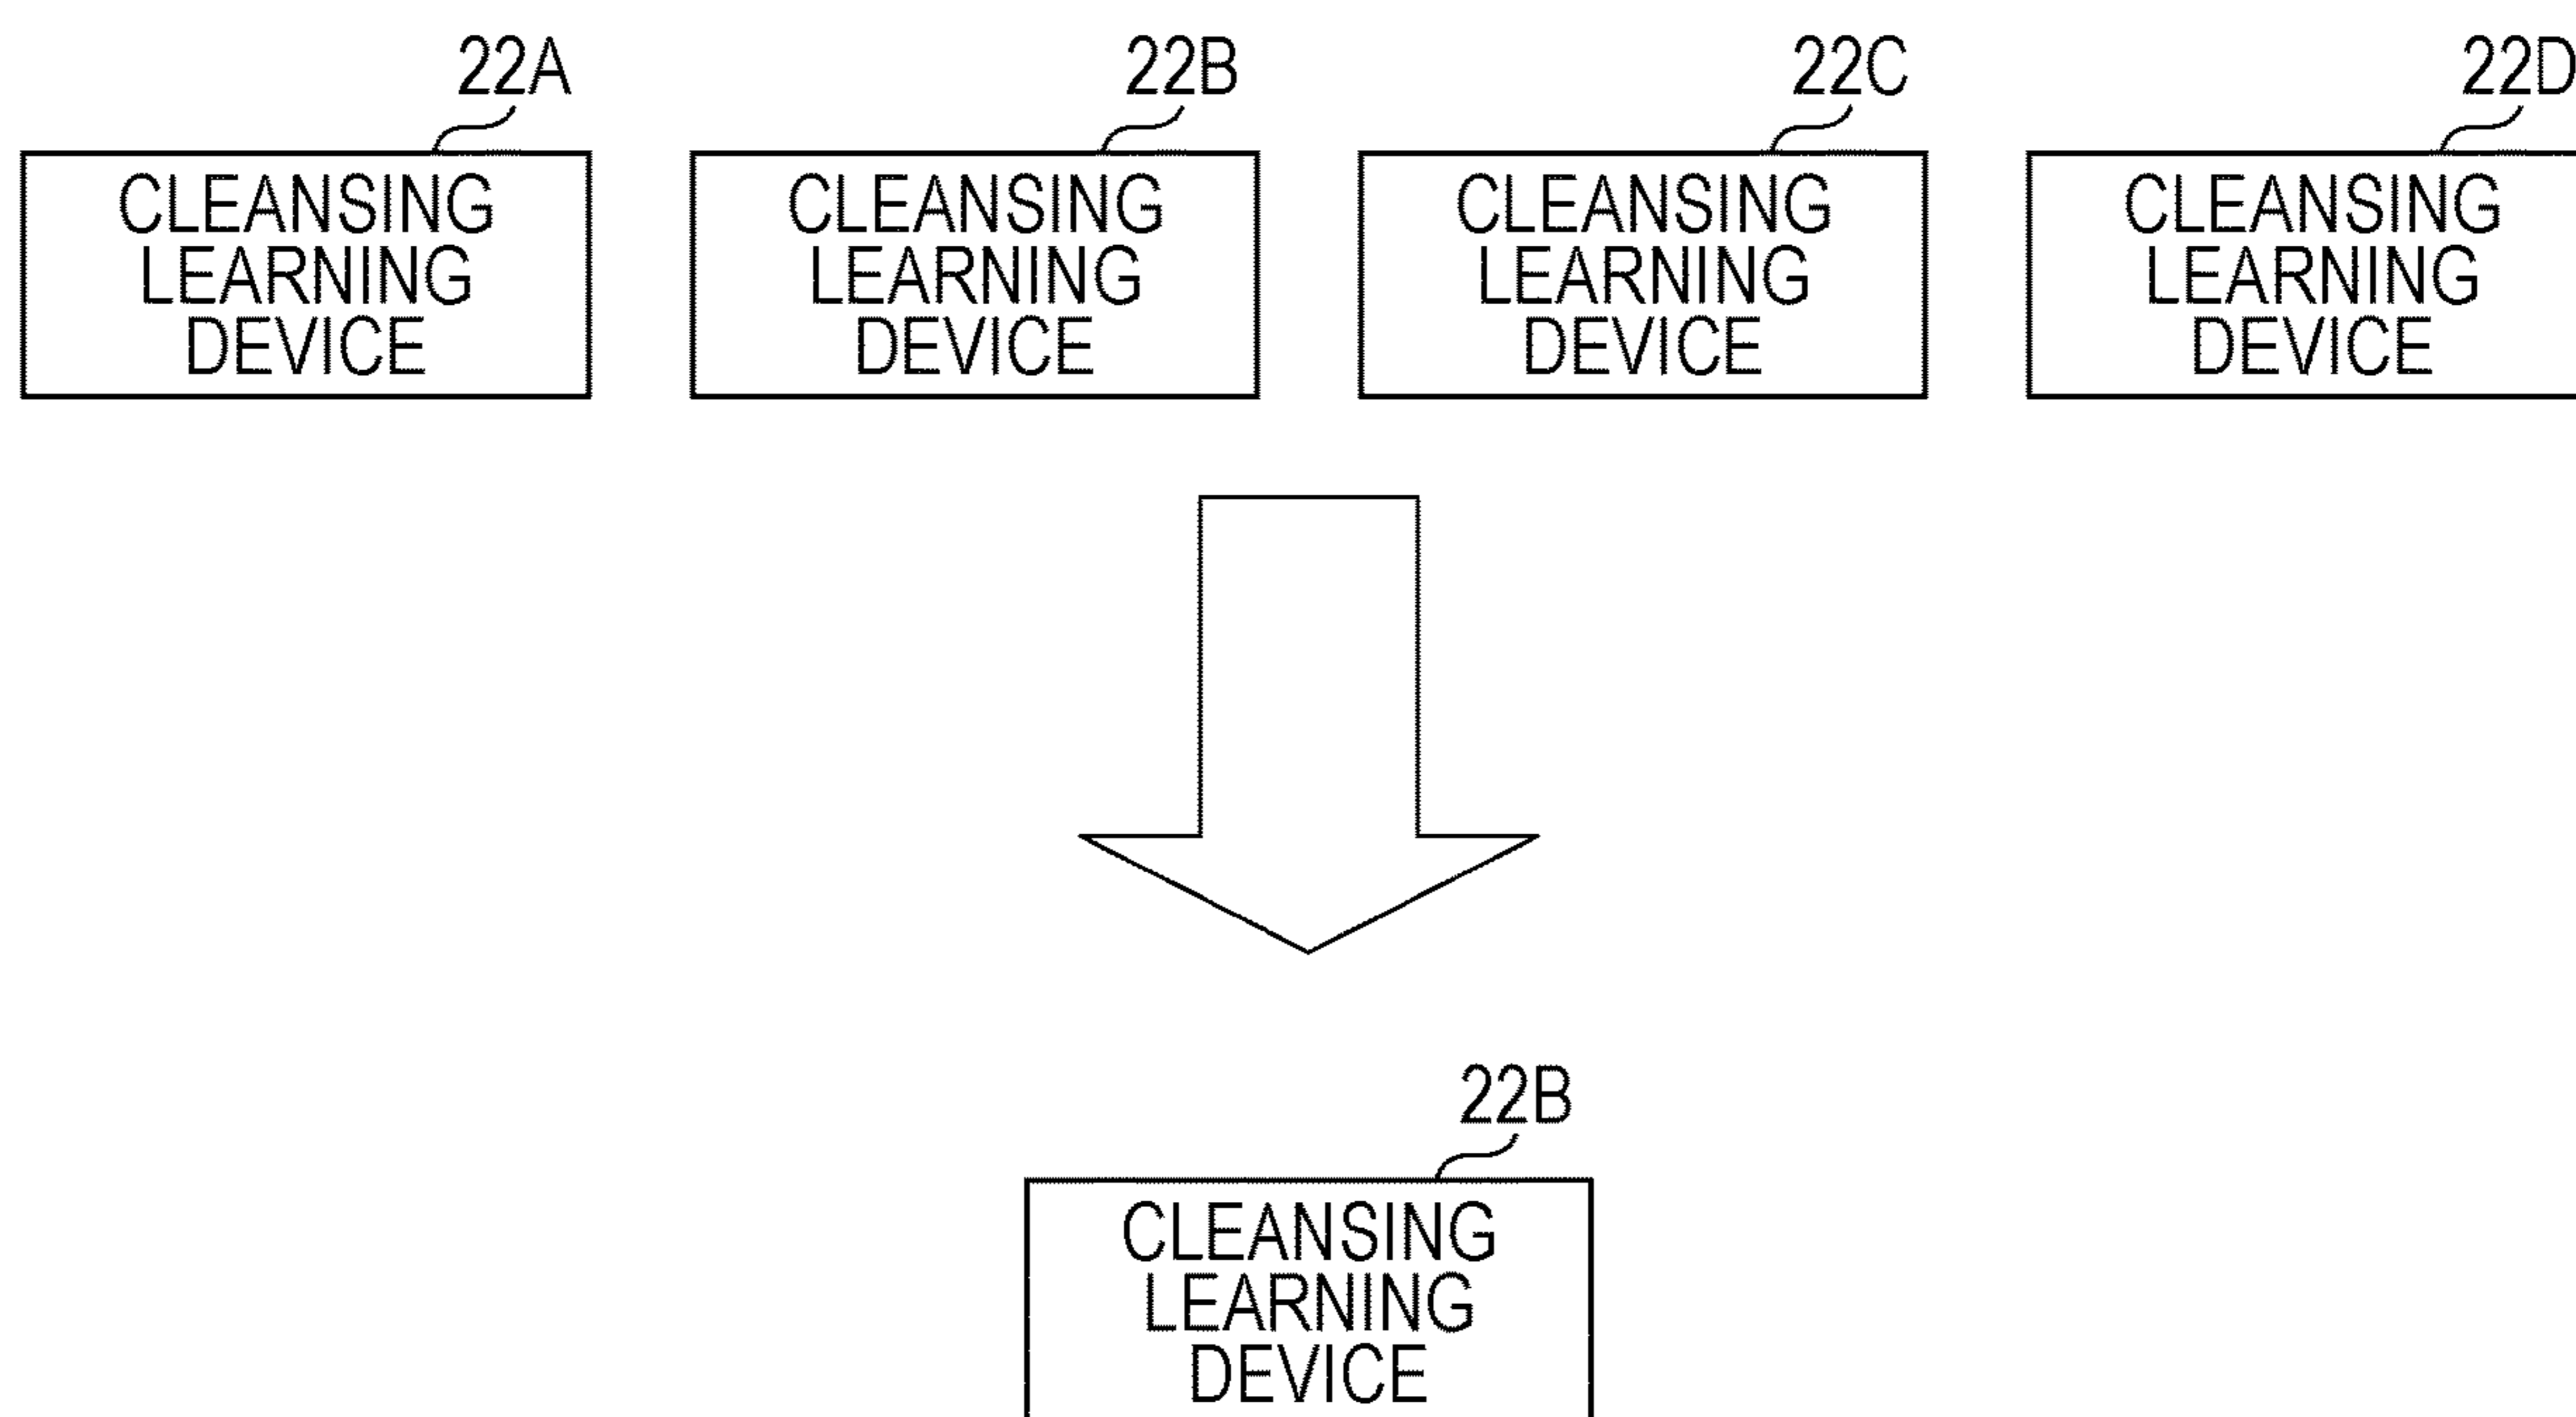 22A 22B 22C 22D
CLEANSING CLEANSING CLEANSING CLEANSING
LEARNING LEARNING LEARNING LEARNING
DEVICE DEVICE DEVICE DEVICE
22B
CLEANSING
LEARNING
DEVICE